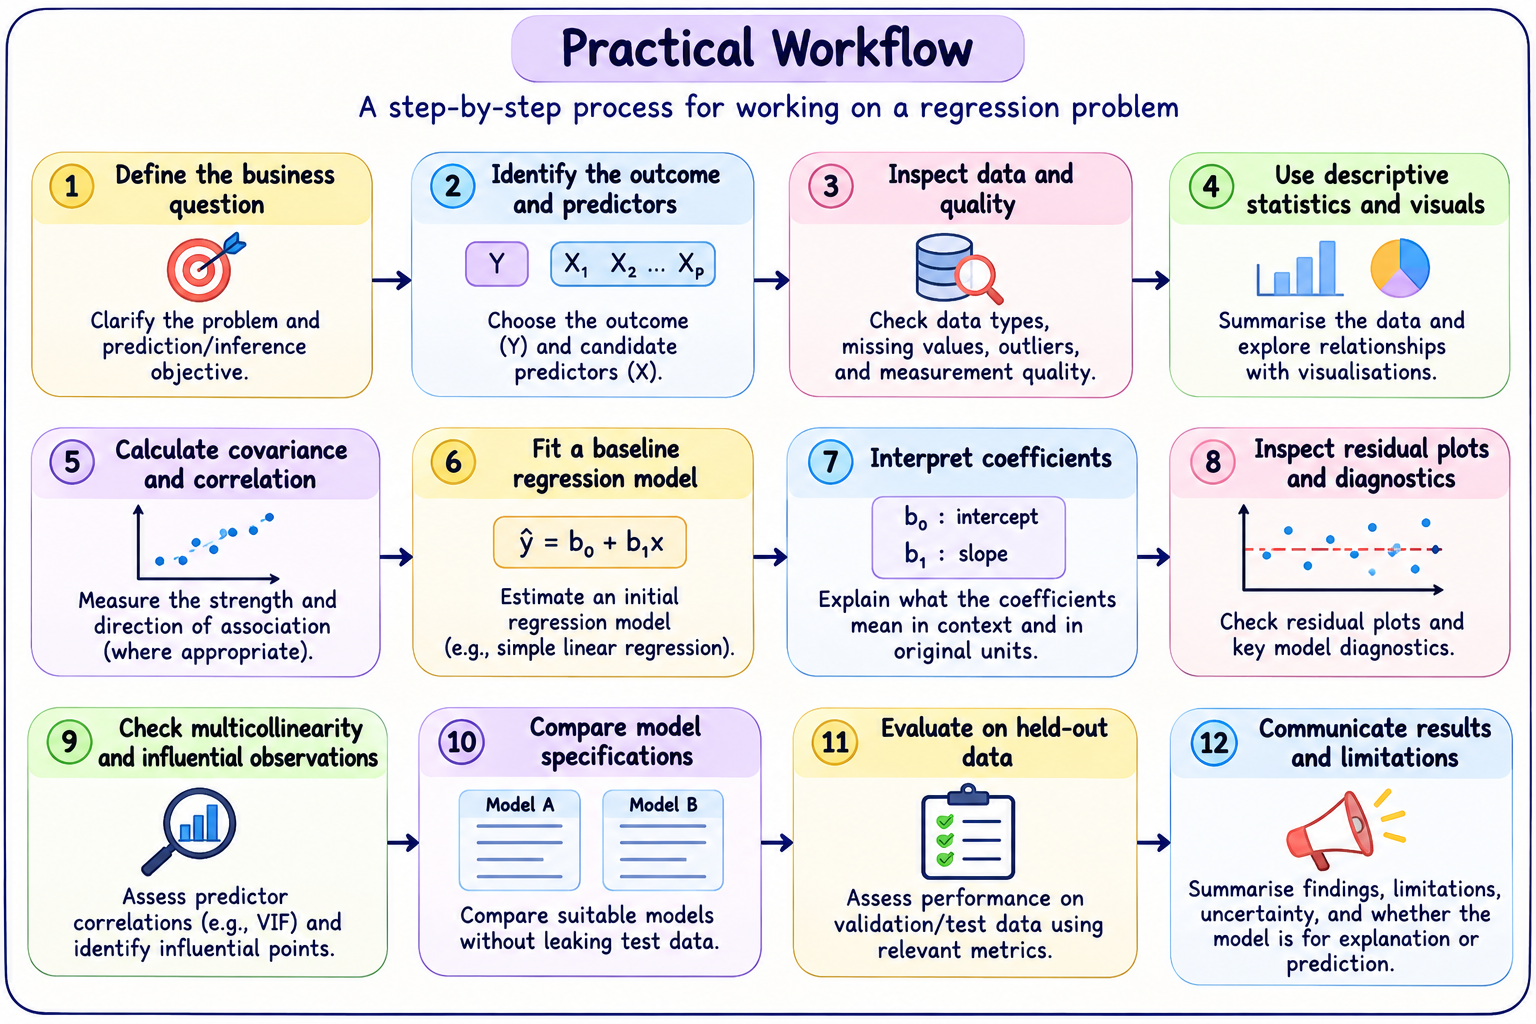 Practical Workflow
A step-by-step process for working on a regression problem
1
Define the business
question
Clarify the problem and
prediction/inference
objective.
2
Identify the outcome
and predictors
Y
X₁ X₂ ... Xₚ
Choose the outcome
(Y) and candidate
predictors (X).
3
Inspect data and
quality
Check data types,
missing values, outliers,
and measurement quality.
4
Use descriptive
statistics and visuals
Summarise the data and
explore relationships
with visualisations.
5
Calculate covariance
and correlation
Measure the strength and
direction of association
(where appropriate).
6
Fit a baseline
regression model
ŷ = b₀ + b₁x
Estimate an initial
regression model
(e.g., simple linear regression).
7
Interpret coefficients
b₀ : intercept
b₁ : slope
Explain what the coefficients
mean in context and in
original units.
8
Inspect residual plots
and diagnostics
Check residual plots and
key model diagnostics.
9
Check multicollinearity
and influential observations
Assess predictor
correlations (e.g., VIF) and
identify influential points.
10
Compare model
specifications
Model A
Model B
Compare suitable models
without leaking test data.
11
Evaluate on held-out
data
Assess performance on
validation/test data using
relevant metrics.
12
Communicate results
and limitations
Summarise findings, limitations,
uncertainty, and whether the
model is for explanation or
prediction.